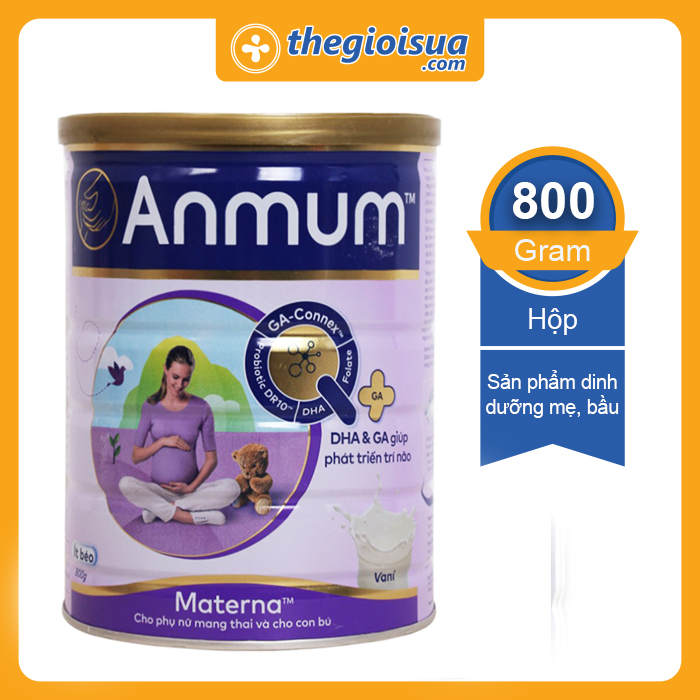 thegioisua
.com
Anmum™
800
Gram
Hộp
Sản phẩm dinh
dưỡng mẹ, bầu
GA-Connex™
Probiotic DR10™
DHA
Folate
GA
DHA & GA giúp
phát triển trí não
Ít béo
800g
Vani
Materna™
Cho phụ nữ mang thai và cho con bú